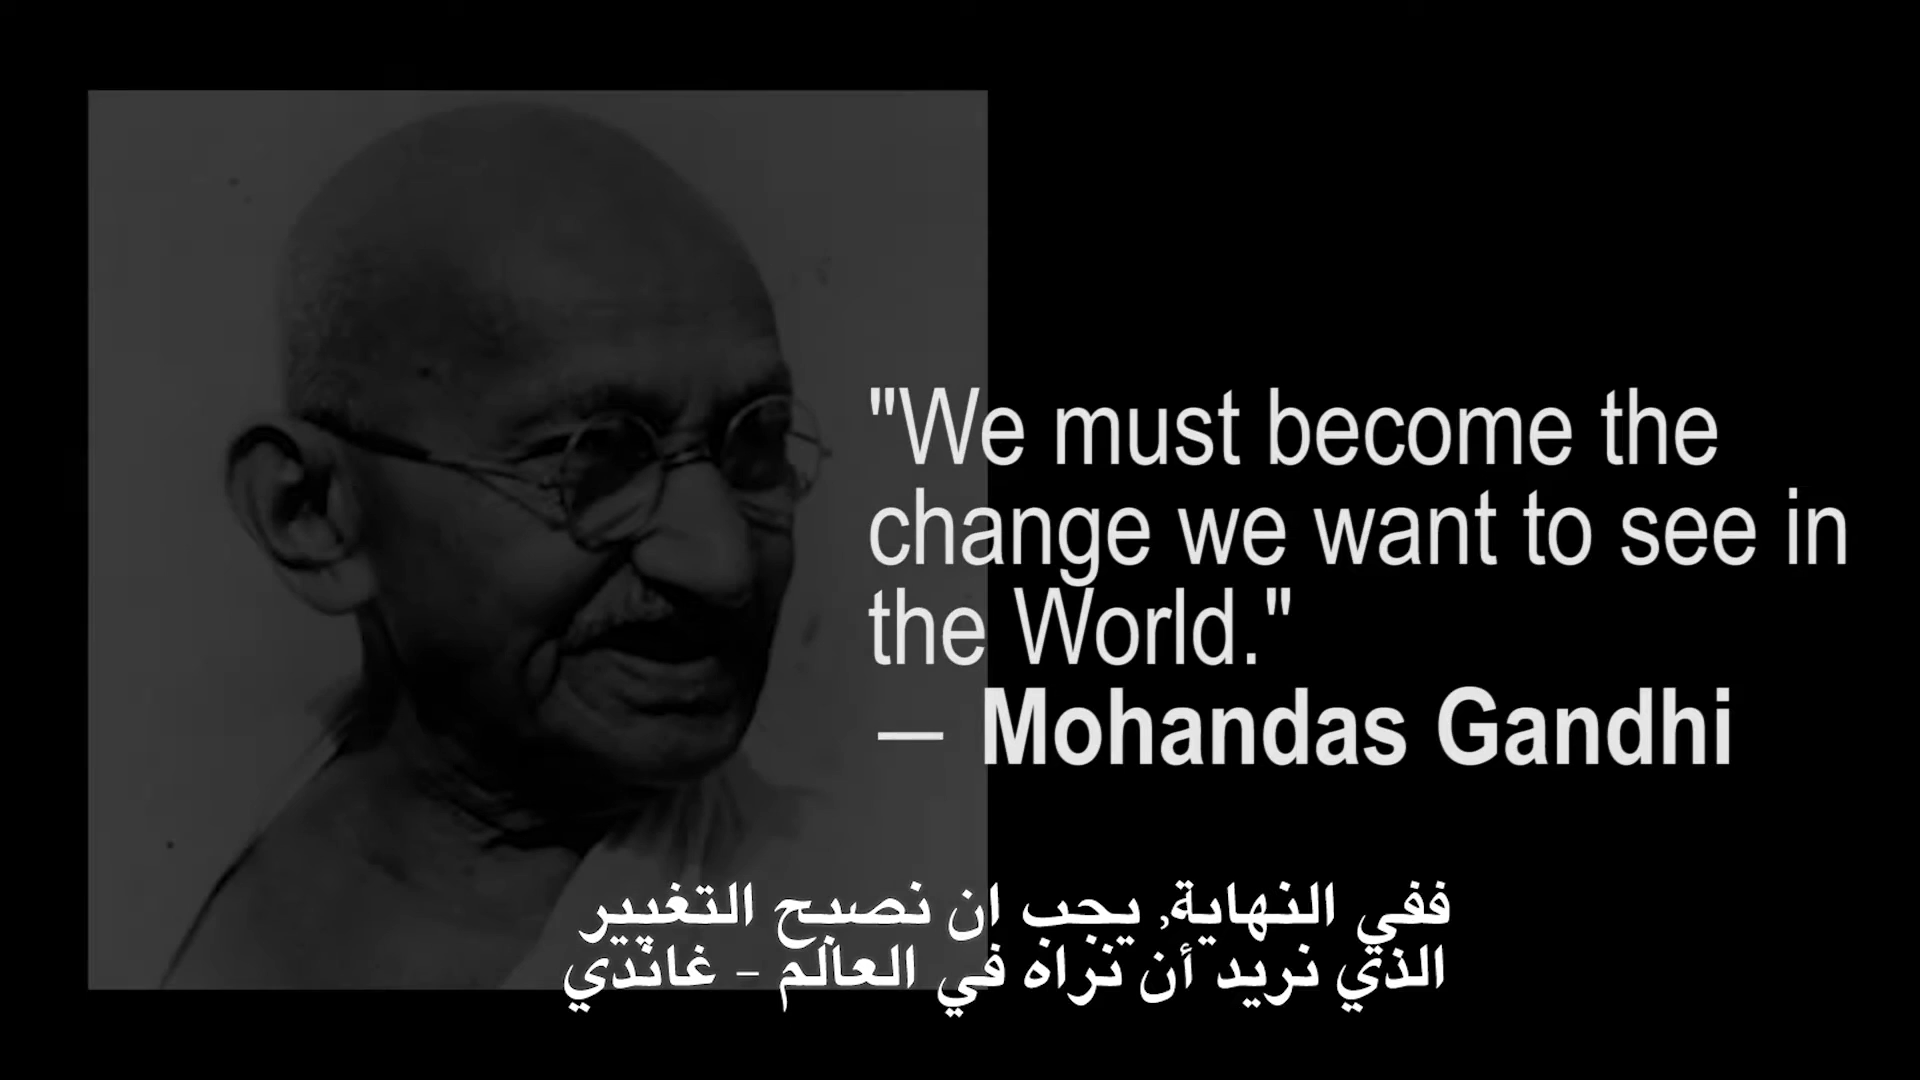 "We must become the
change we want to see in
the World."
— Mohandas Gandhi
ففي النهاية, يجب ان نصبح التغيير
الذي نريد أن نراه في العالم - غاندي